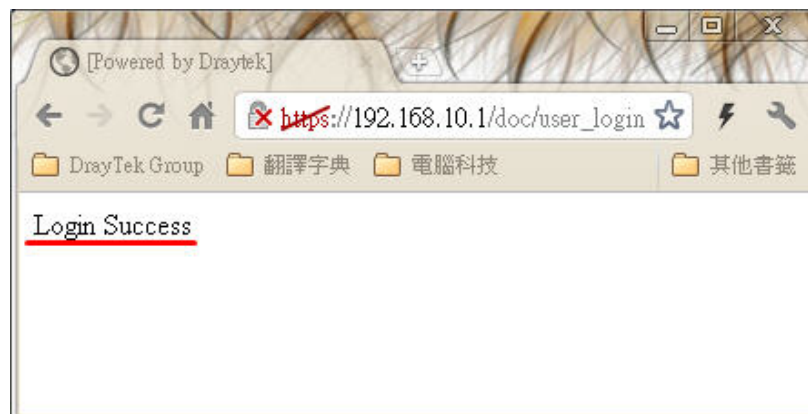 [Powered by Draytek]
https://192.168.10.1/doc/user_login
DrayTek Group 翻譯字典 電腦科技 其他書籤
Login Success